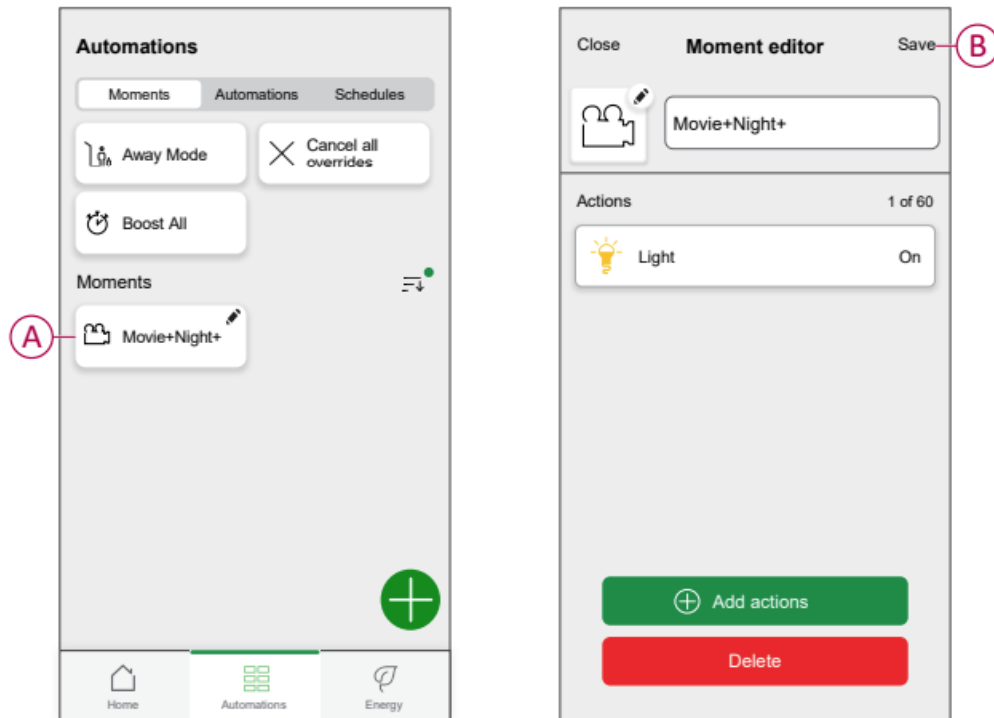 Automations
Moments Automations Schedules
Away Mode
Cancel all
overrides
Boost All
Moments
A
Movie+Night+
Home Automations Energy
Close Moment editor Save
B
Movie+Night+
Actions 1 of 60
Light On
Add actions
Delete